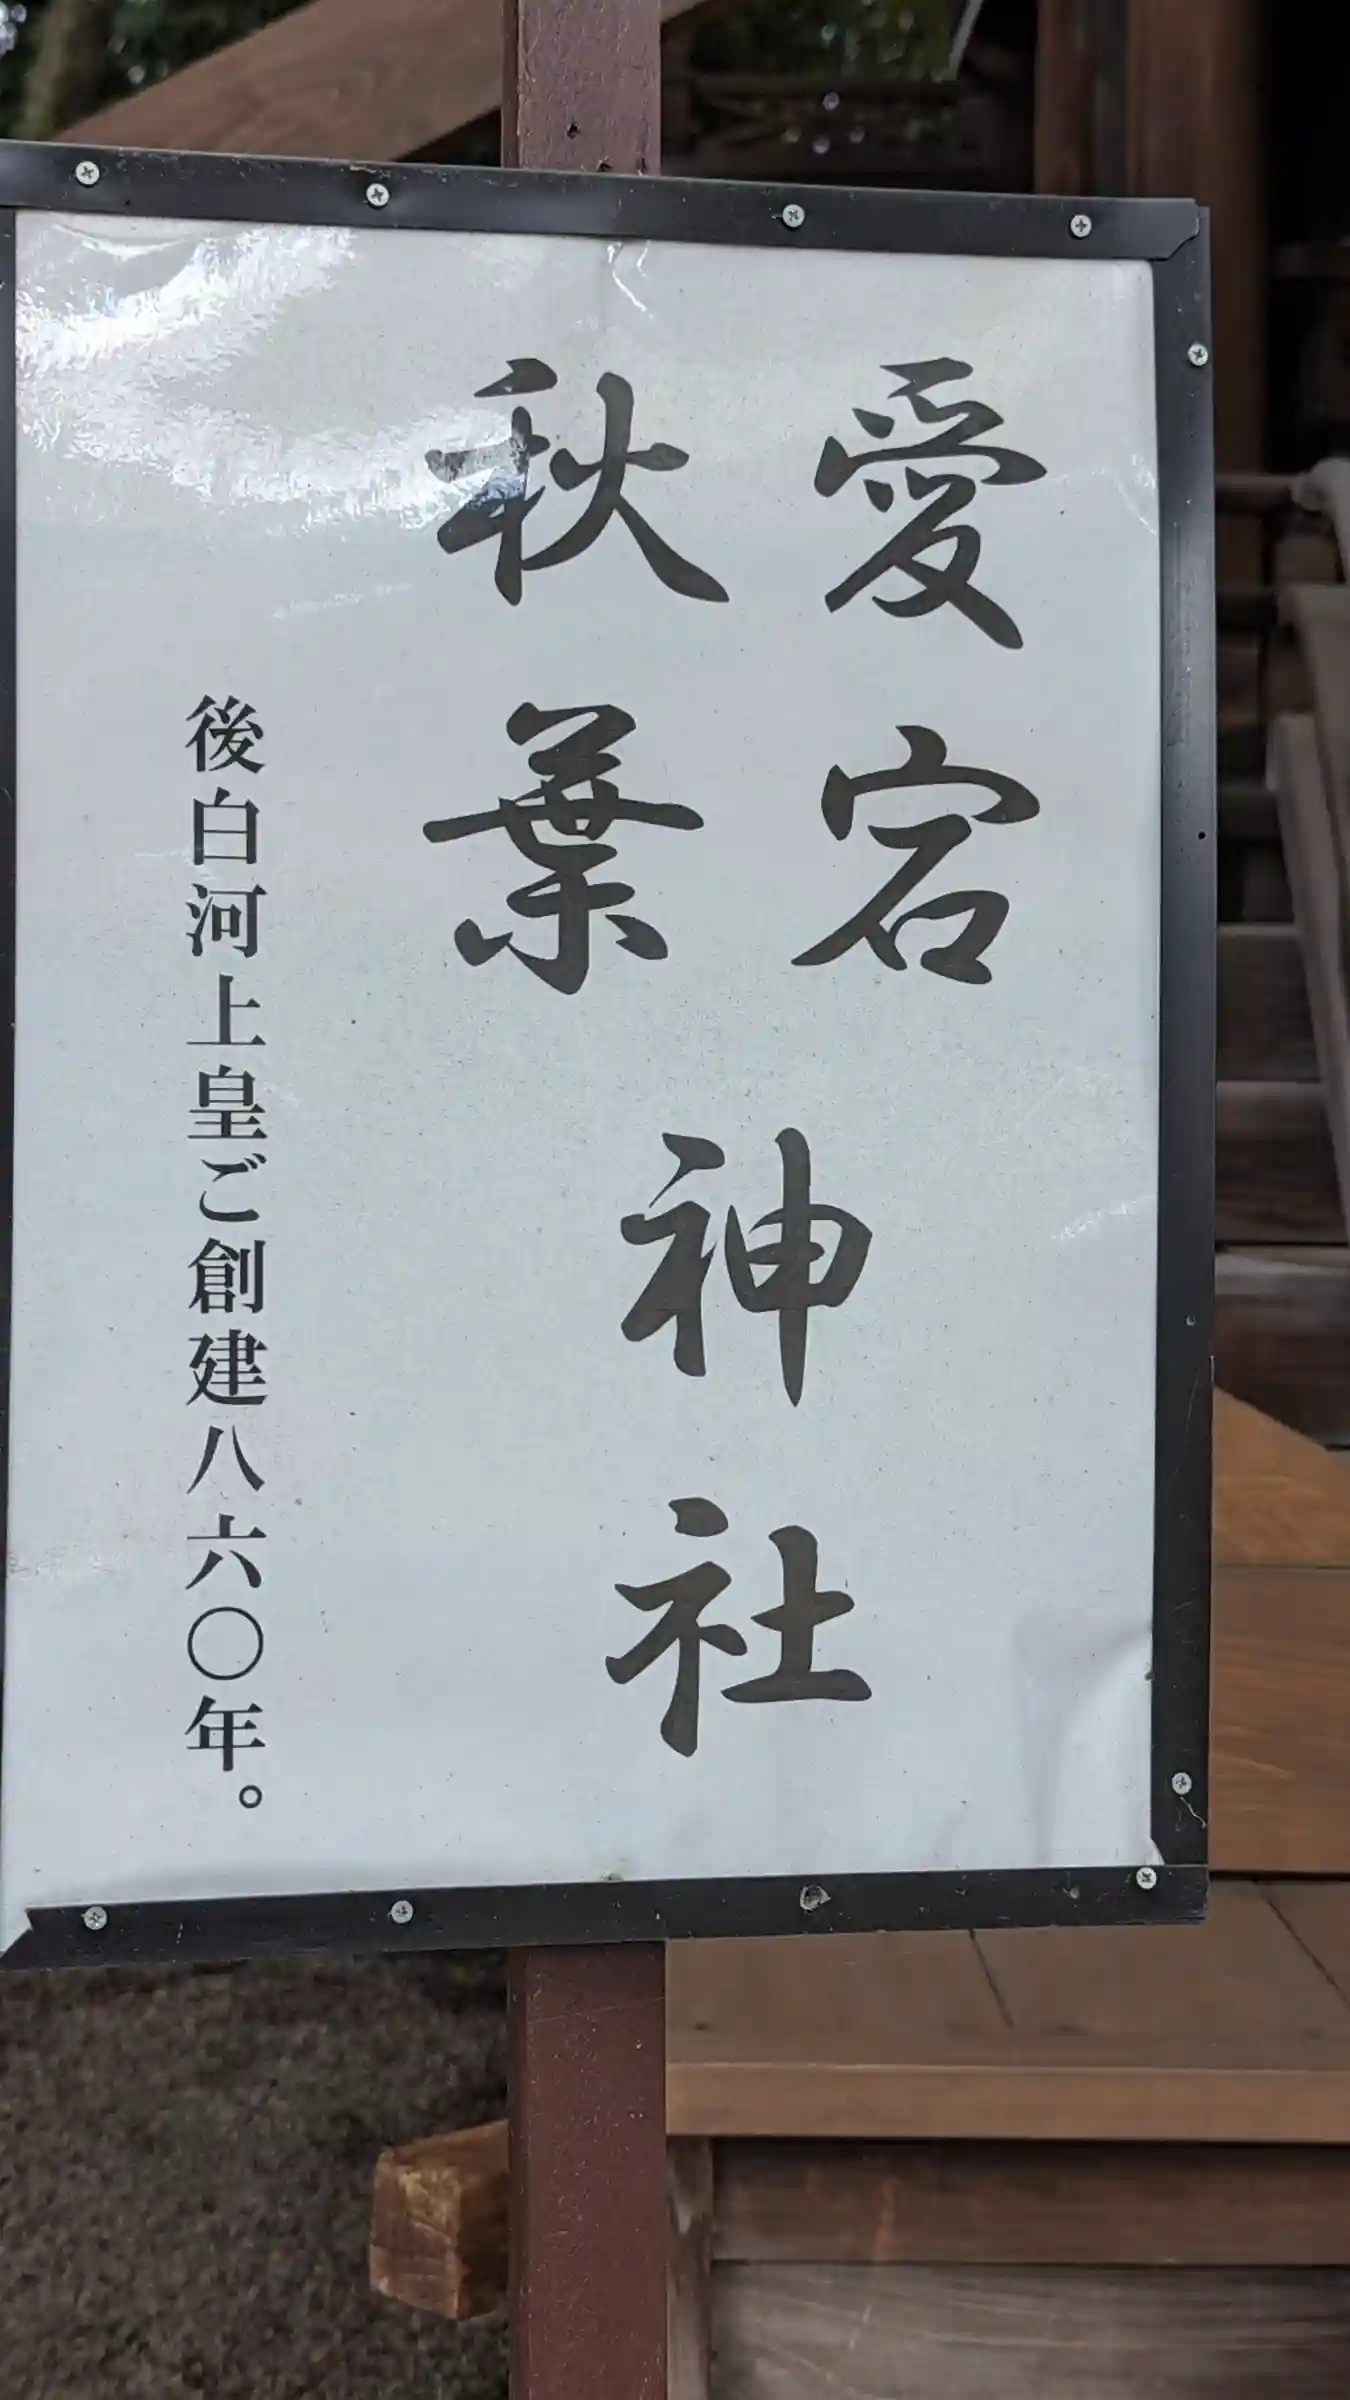 愛宕
秋葉
神社
後白河上皇ご創建八六〇年。